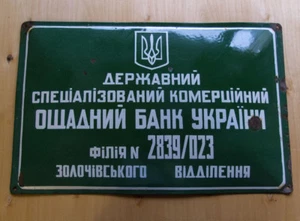 ДЕРЖАВНИЙ
СПЕЦІАЛІЗОВАНИЙ КОМЕРЦІЙНИЙ
ОЩАДНИЙ БАНК УКРАЇНИ
ФІЛІЯ N 2839/023
ЗОЛОЧІВСЬКОГО ВІДДІЛЕННЯ